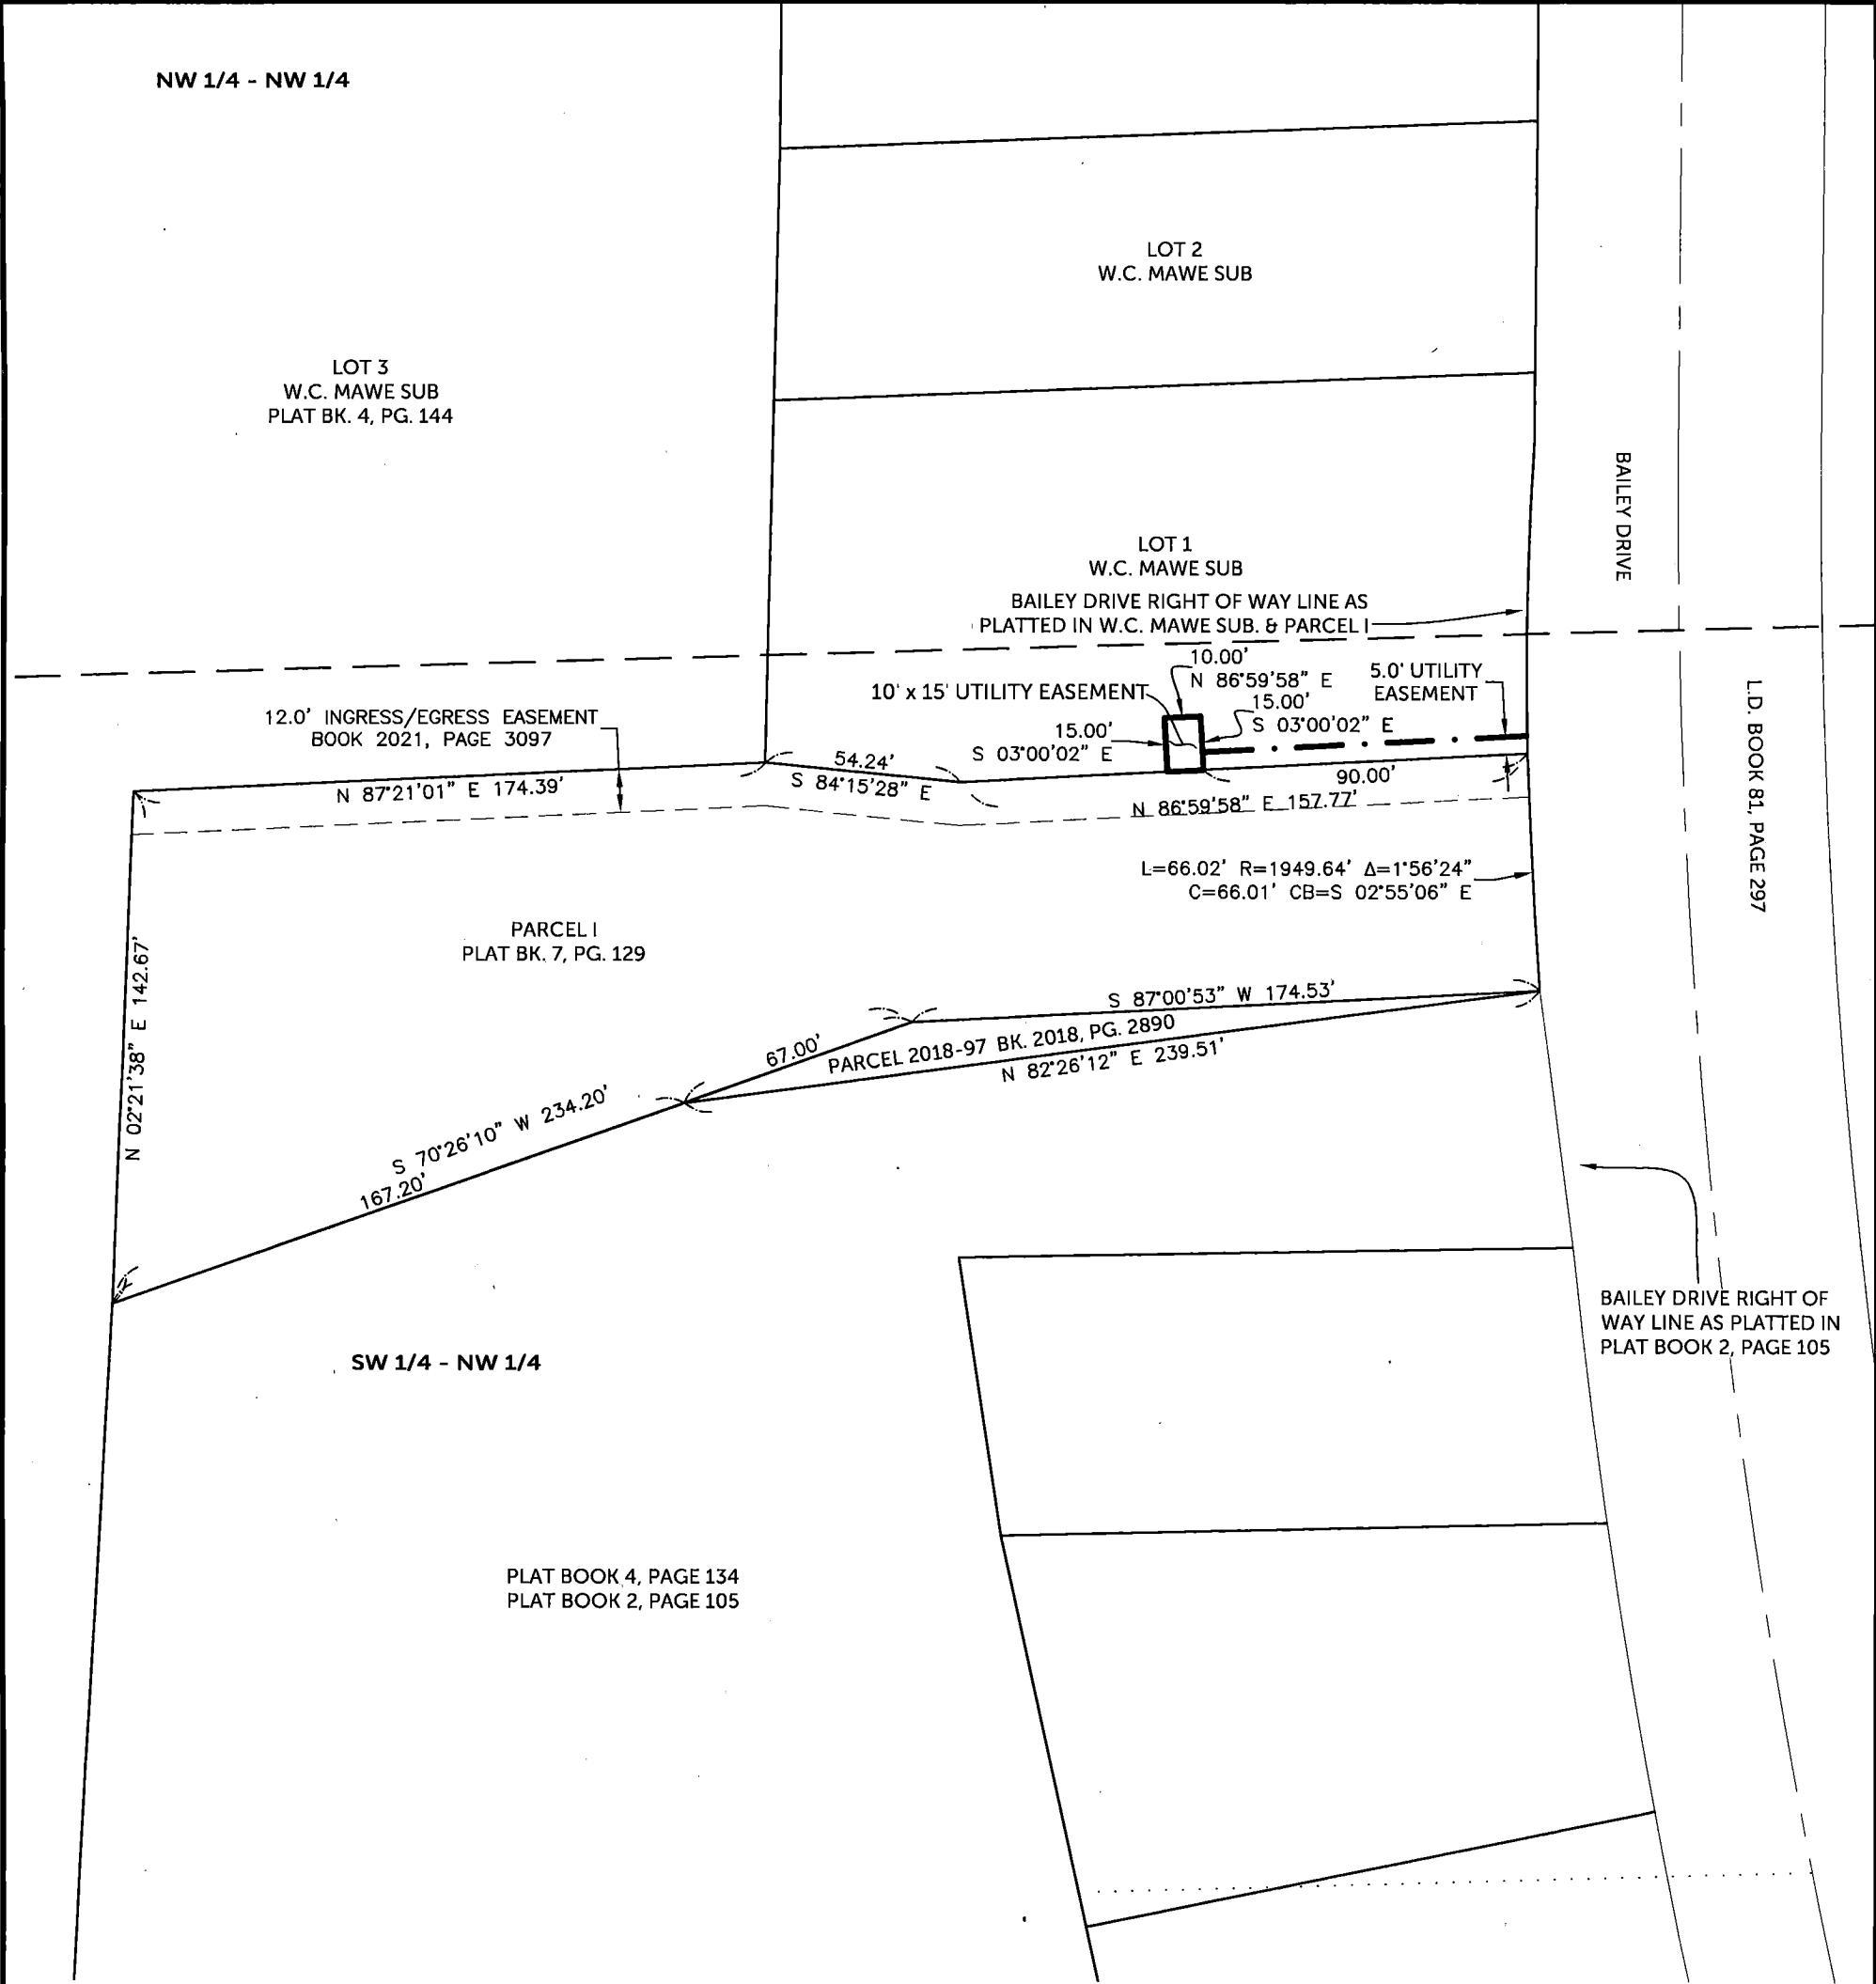 NW 1/4 - NW 1/4
LOT 2
W.C. MAWE SUB
LOT 3
W.C. MAWE SUB
PLAT BK. 4, PG. 144
BAILEY DRIVE
LOT 1
W.C. MAWE SUB
BAILEY DRIVE RIGHT OF WAY LINE AS
PLATTED IN W.C. MAWE SUB. & PARCEL I
10.00'
N 86°59'58" E
10' x 15' UTILITY EASEMENT
15.00'
S 03°00'02" E
5.0' UTILITY
EASEMENT
15.00'
S 03°00'02" E
12.0' INGRESS/EGRESS EASEMENT
BOOK 2021, PAGE 3097
54.24'
S 84°15'28" E
N 87°21'01" E 174.39'
90.00'
N 86°59'58" E 157.77'
L.D. BOOK 81, PAGE 297
L=66.02' R=1949.64' Δ=1°56'24"
C=66.01' CB=S 02°55'06" E
PARCEL I
PLAT BK. 7, PG. 129
N 02°21'38" E 142.67'
S 87°00'53" W 174.53'
67.00'
PARCEL 2018-97 BK. 2018, PG. 2890
N 82°26'12" E 239.51'
S 70°26'10" W 234.20'
167.20'
BAILEY DRIVE RIGHT OF
WAY LINE AS PLATTED IN
PLAT BOOK 2, PAGE 105
SW 1/4 - NW 1/4
PLAT BOOK 4, PAGE 134
PLAT BOOK 2, PAGE 105